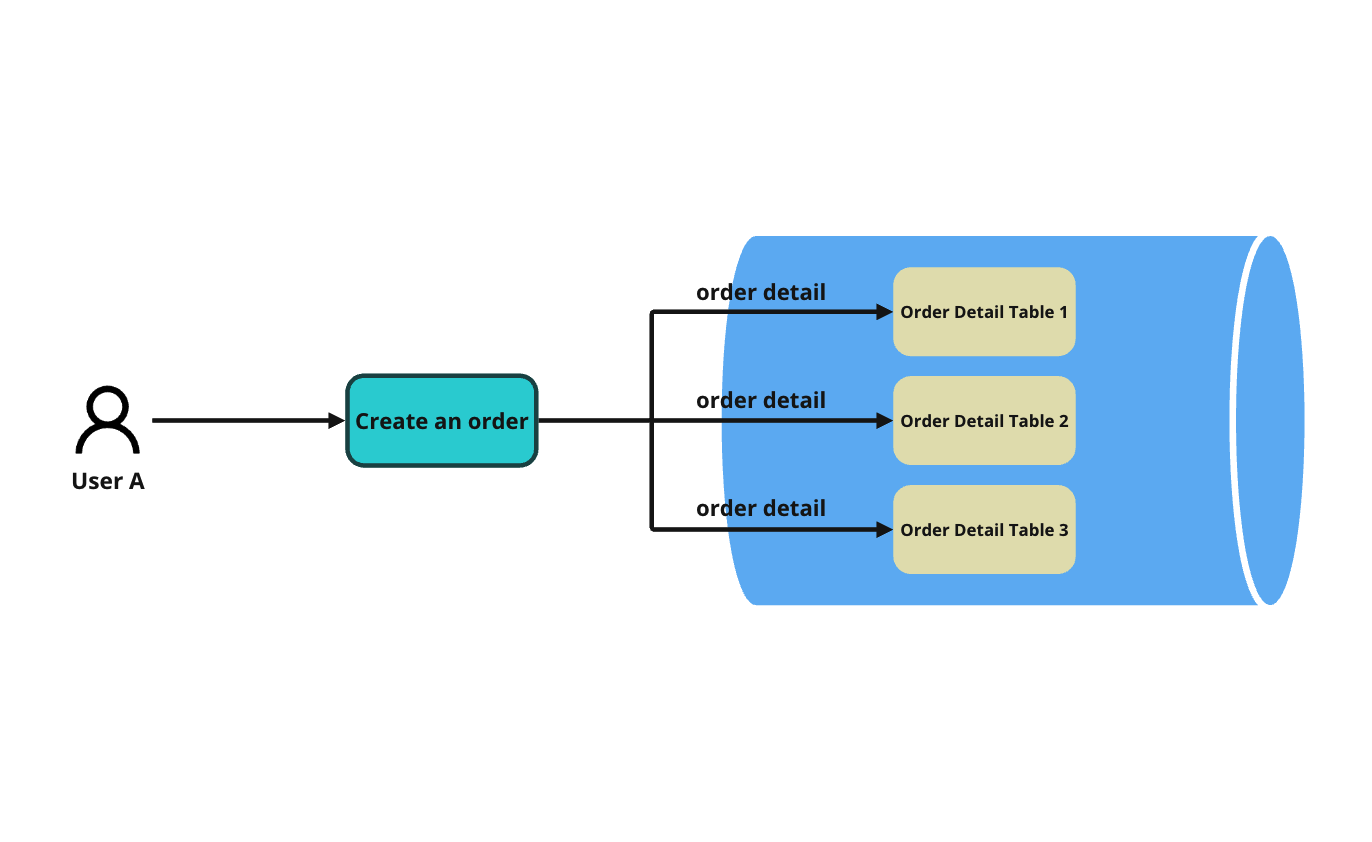 User A
Create an order
order detail
Order Detail Table 1
order detail
Order Detail Table 2
order detail
Order Detail Table 3